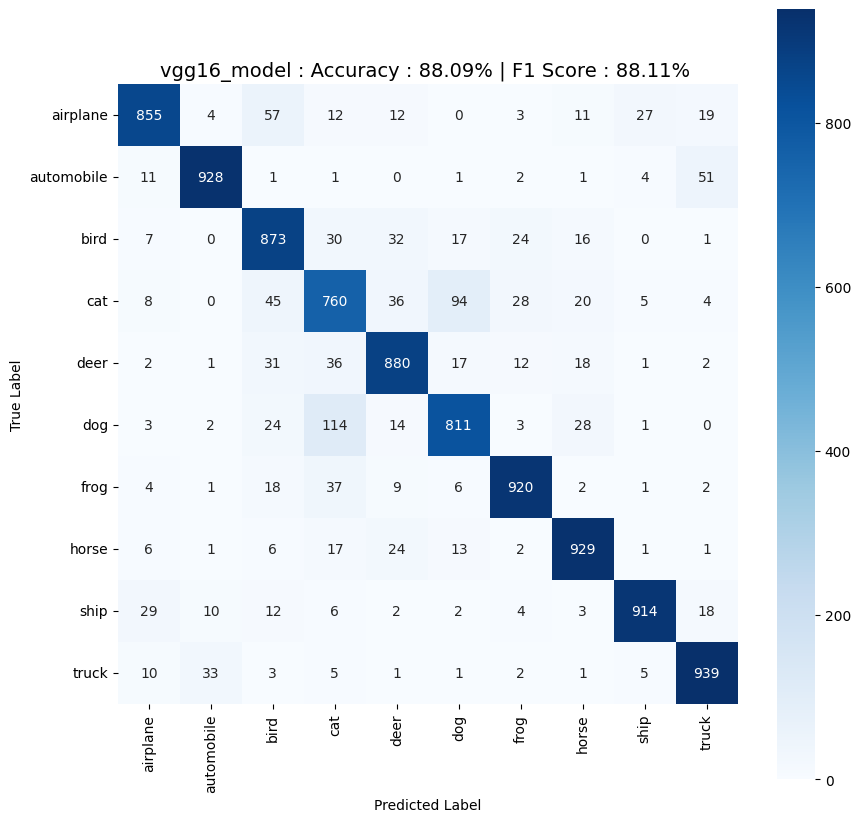 vgg16_model : Accuracy : 88.09% | F1 Score : 88.11%
airplane 855 4 57 12 12 0 3 11 27 19
automobile 11 928 1 1 0 1 2 1 4 51
bird 7 0 873 30 32 17 24 16 0 1
cat 8 0 45 760 36 94 28 20 5 4
deer 2 1 31 36 880 17 12 18 1 2
dog 3 2 24 114 14 811 3 28 1 0
frog 4 1 18 37 9 6 920 2 1 2
horse 6 1 6 17 24 13 2 929 1 1
ship 29 10 12 6 2 2 4 3 914 18
truck 10 33 3 5 1 1 2 1 5 939
True Label
airplane automobile bird cat deer dog frog horse ship truck
Predicted Label
800
600
400
200
0